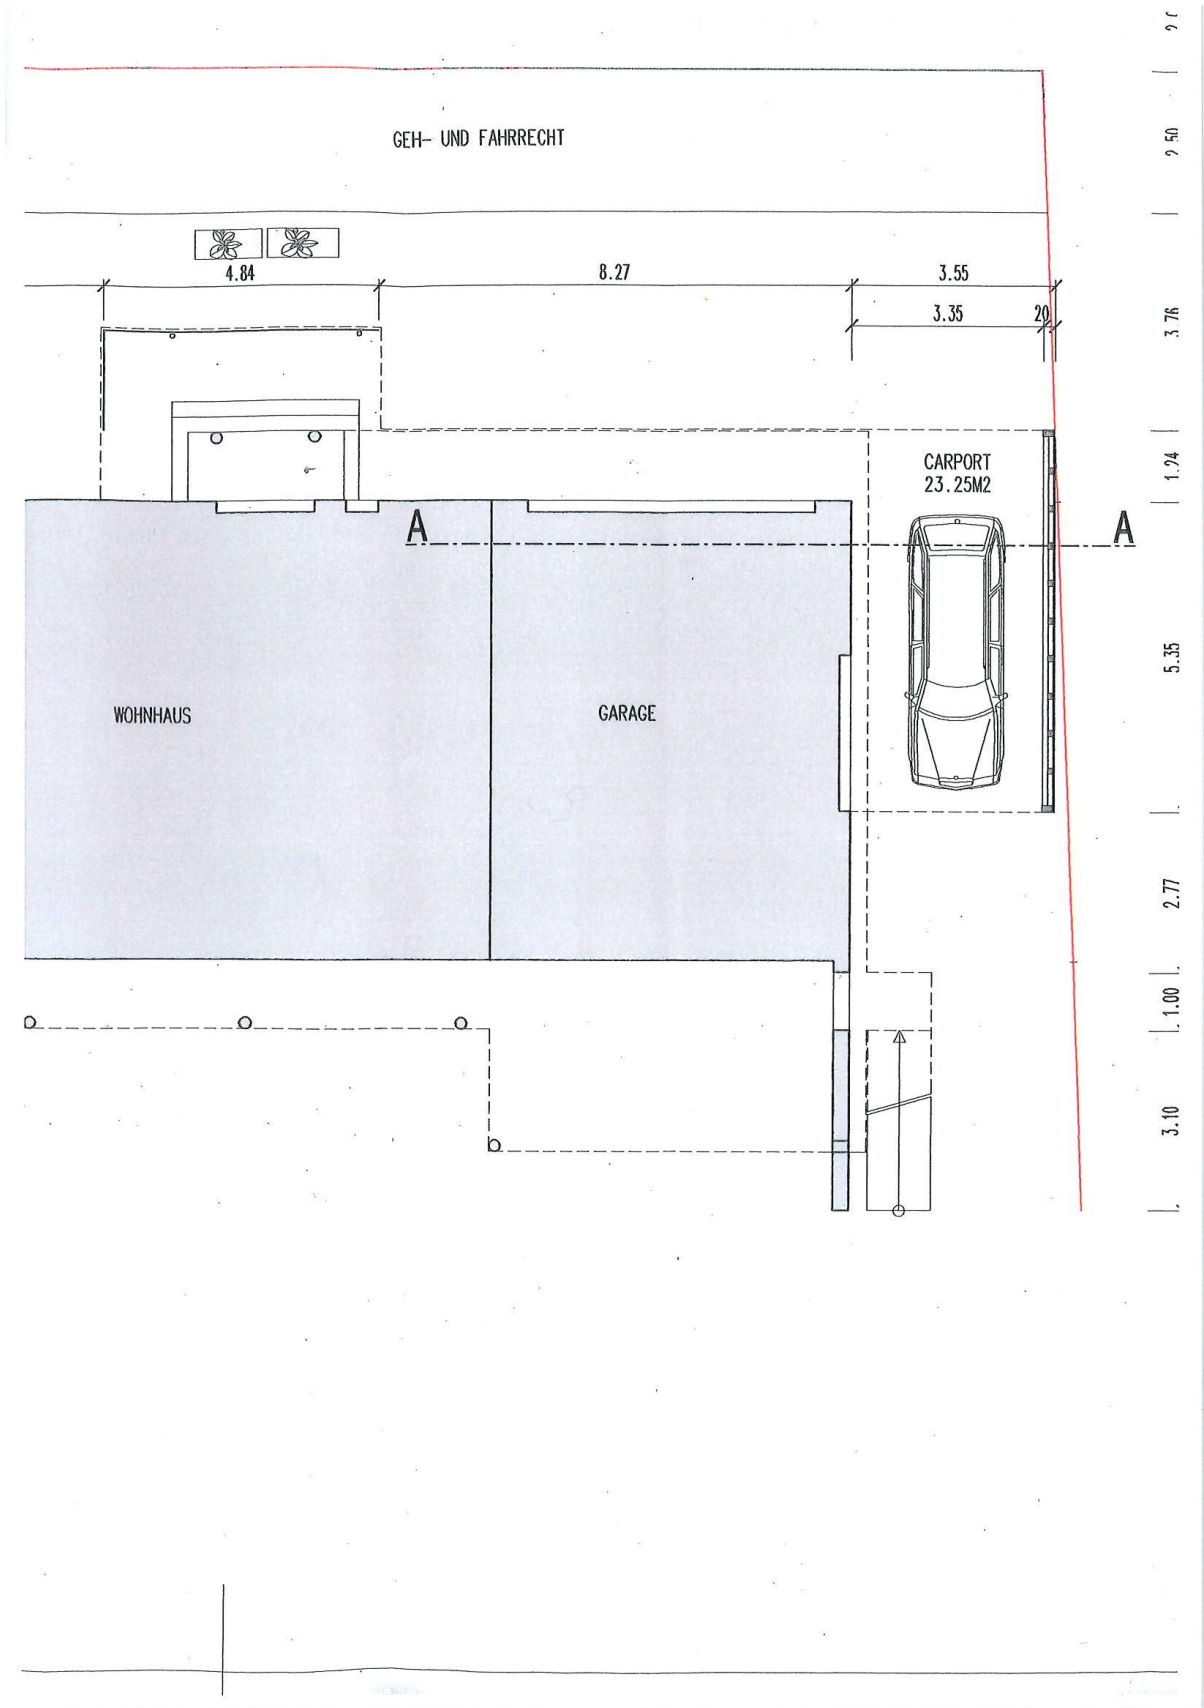 GEH- UND FAHRRECHT
2.50
4.84
8.27
3.55
3.35
20
3.76
CARPORT
23.25M2
1.24
A
A
5.35
WOHNHAUS
GARAGE
2.77
1.00
3.10